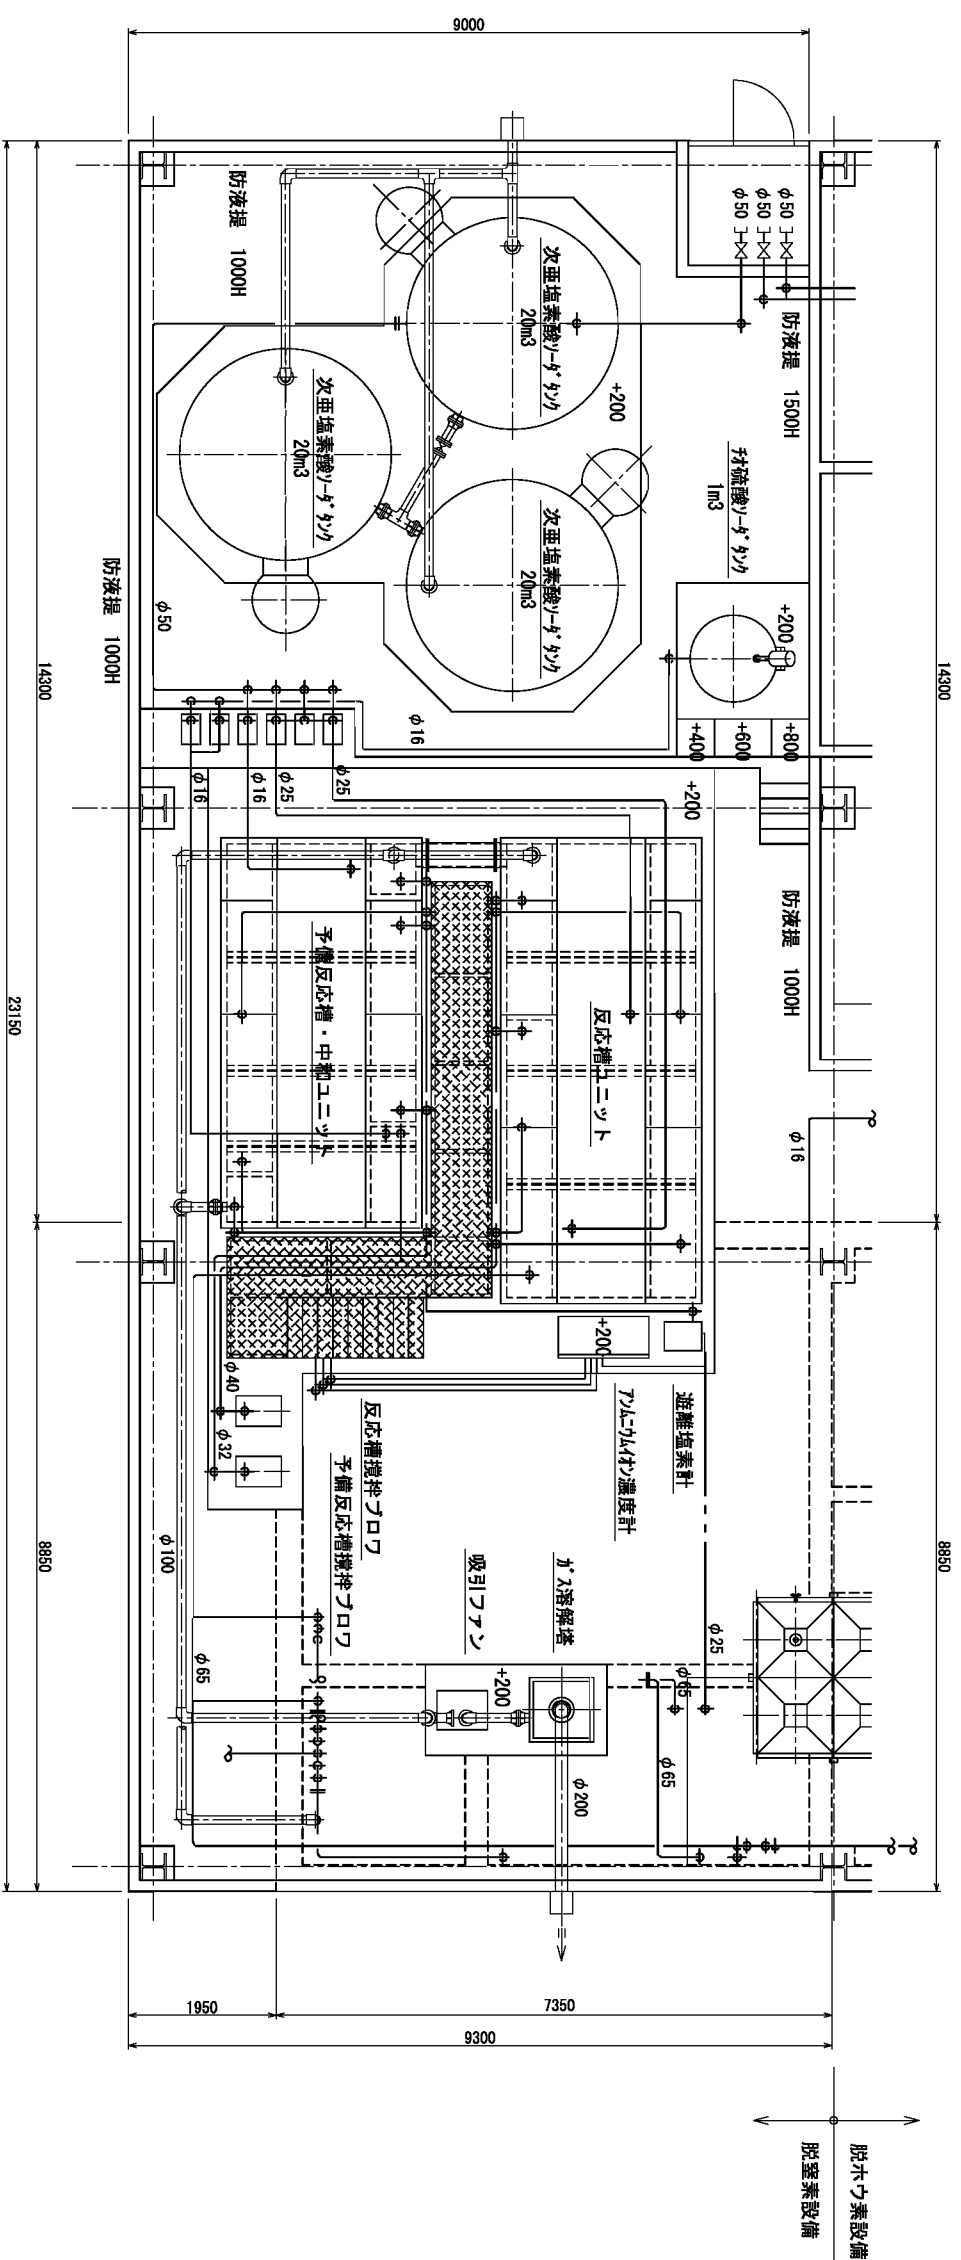 9000
14300
14300
23150
8850
8850
1950
7350
9300
防液提 1000H
次亜塩素酸ｿｰﾀﾞﾀﾝｸ
20m3
次亜塩素酸ｿｰﾀﾞﾀﾝｸ
20m3
次亜塩素酸ｿｰﾀﾞﾀﾝｸ
20m3
+200
φ50
φ50
φ50
防液提 1500H
ﾁｵ硫酸ｿｰﾀﾞﾀﾝｸ
1m3
+200
+400
+600
+800
防液提 1000H
φ50
φ16
φ16
φ16
φ25
φ25
+200
防液提 1000H
予備反応槽・中和ユニット
反応槽ユニット
φ16
+200
φ40
φ32
遊離塩素計
ｱﾝﾑﾆｳﾑｲｵﾝ濃度計
反応槽撹拌ブロワ
予備反応槽撹拌ブロワ
吸引ファン
ｶﾞｽ溶解塔
+200
φ100
φ65
φ25
φ65
φ65
φ200
脱ホウ素設備
脱窒素設備